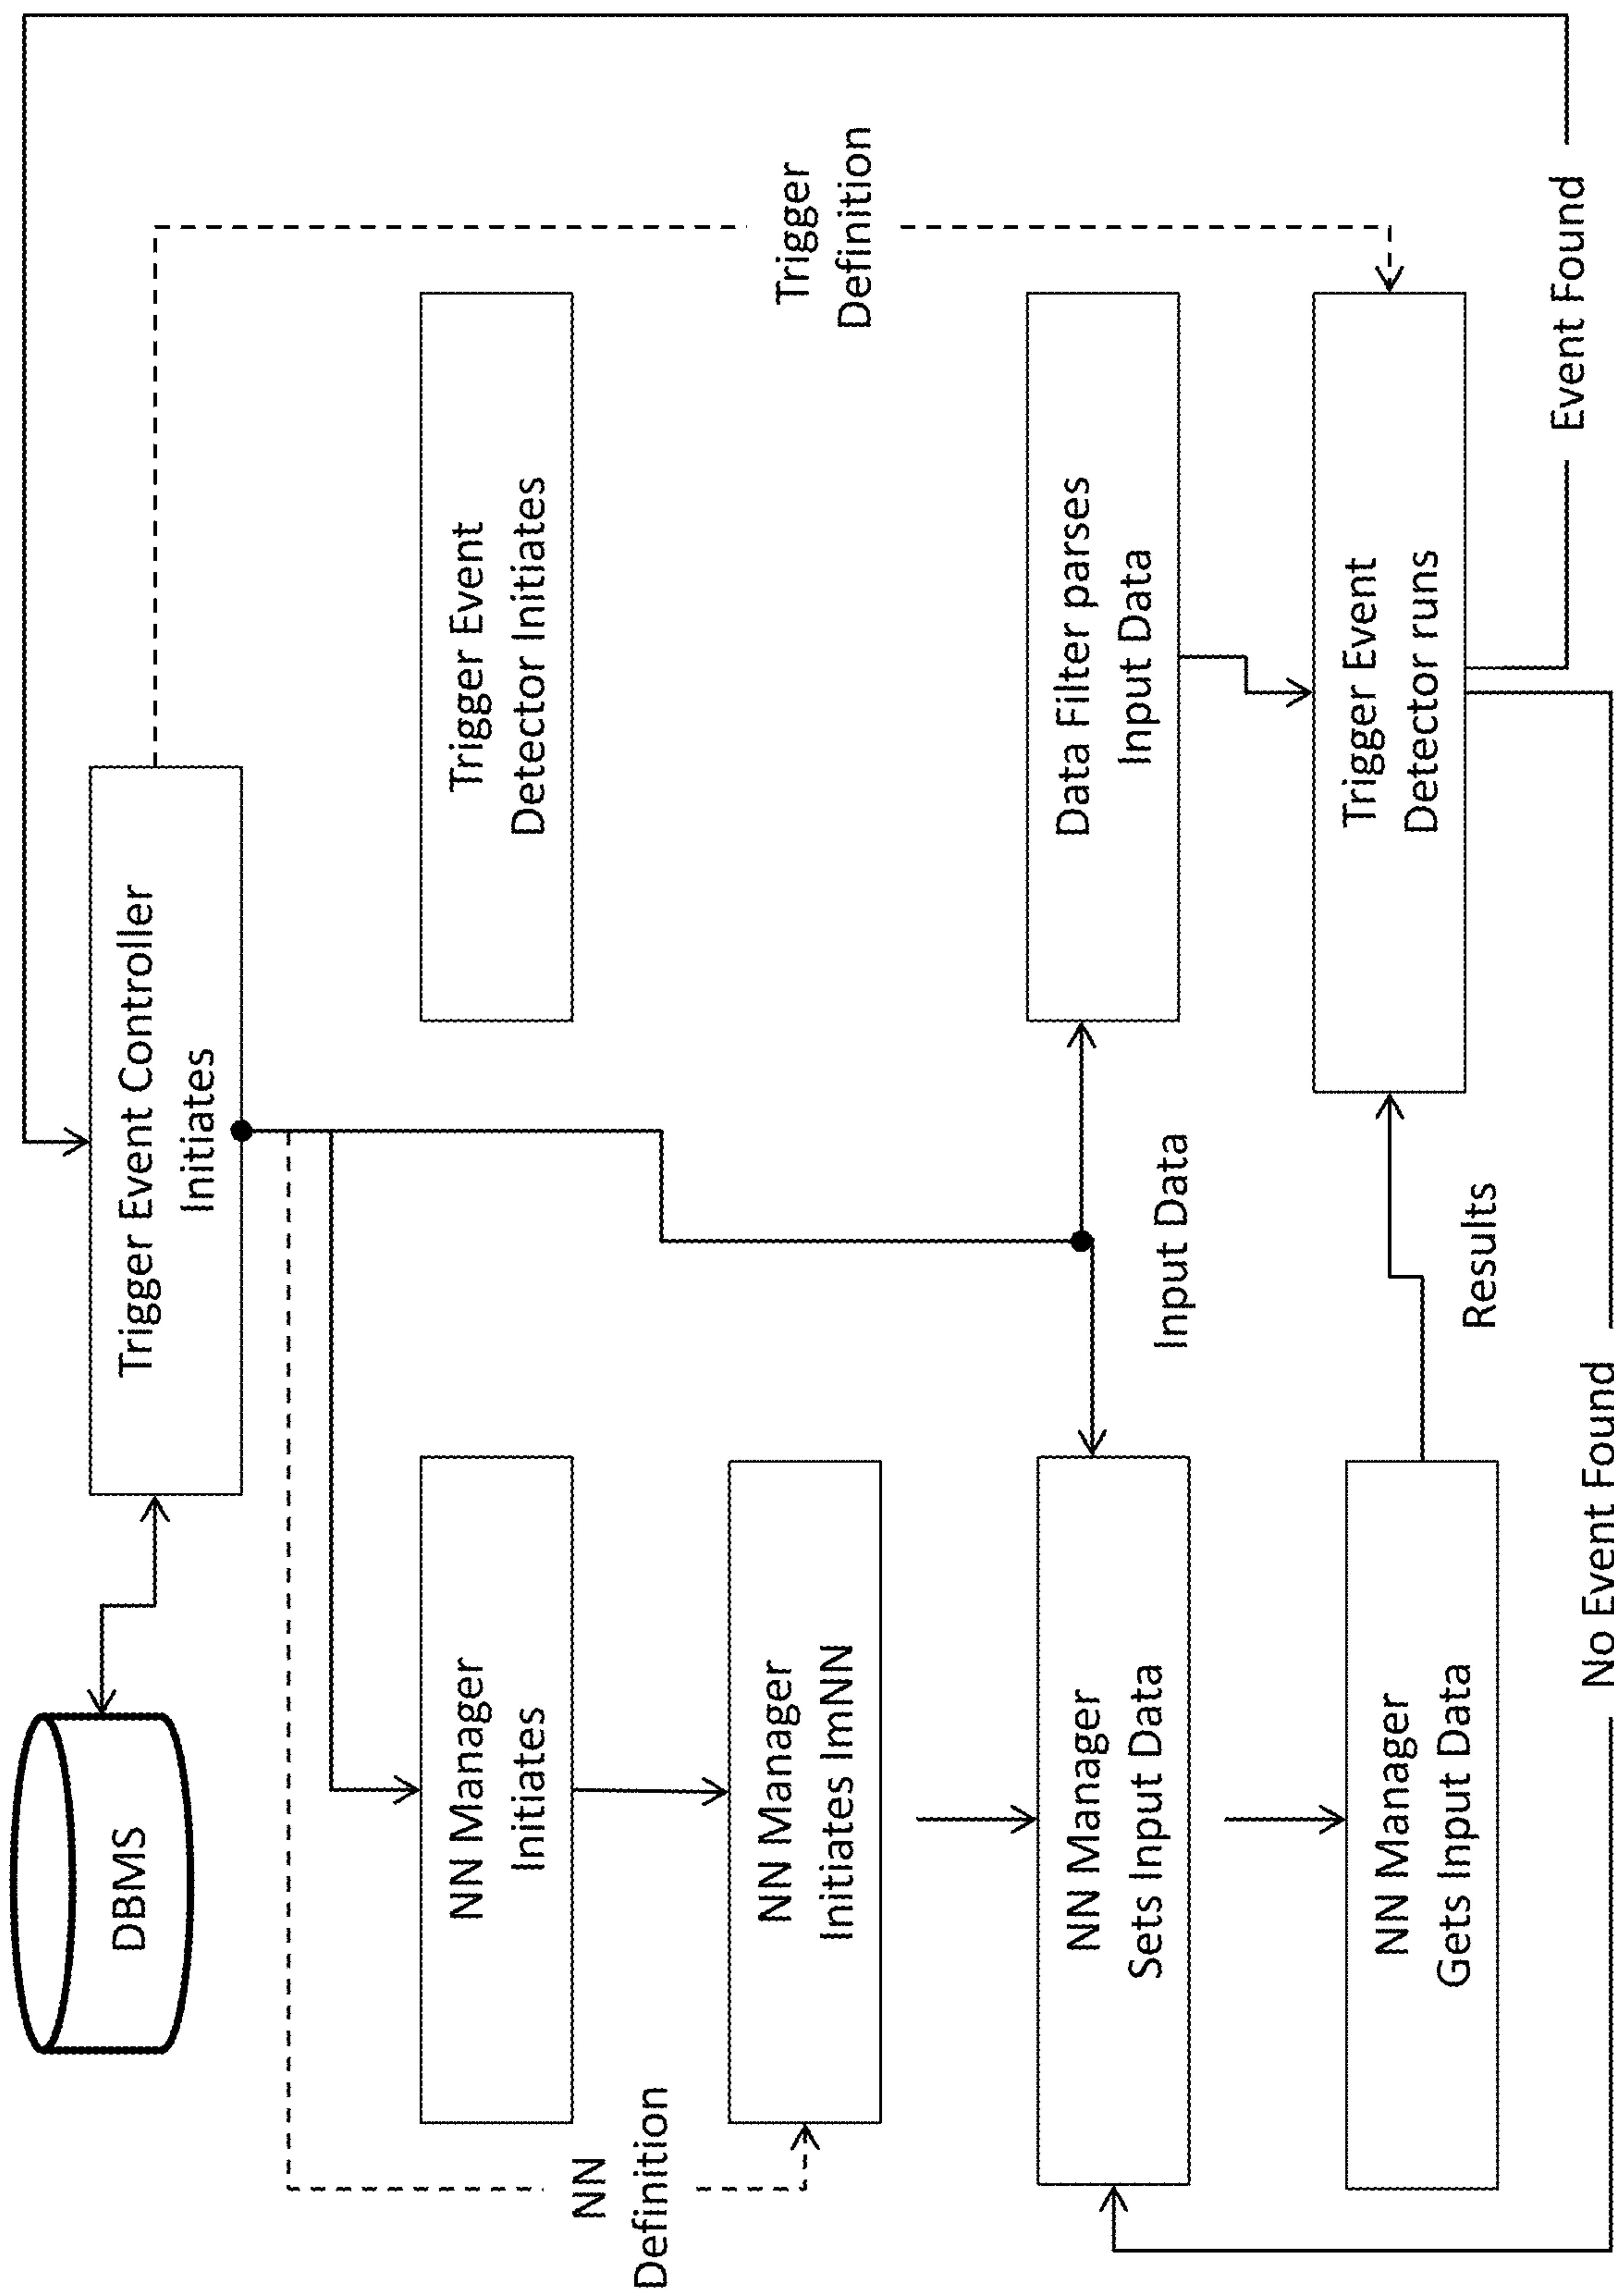 DBMS
Trigger Event Controller
Initiates
NN Manager
Initiates
Trigger Event
Detector Initiates
NN
Definition
NN Manager
Initiates ImNN
Trigger
Definition
NN Manager
Sets Input Data
Input Data
Data Filter parses
Input Data
NN Manager
Gets Input Data
Results
Trigger Event
Detector runs
No Event Found
Event Found